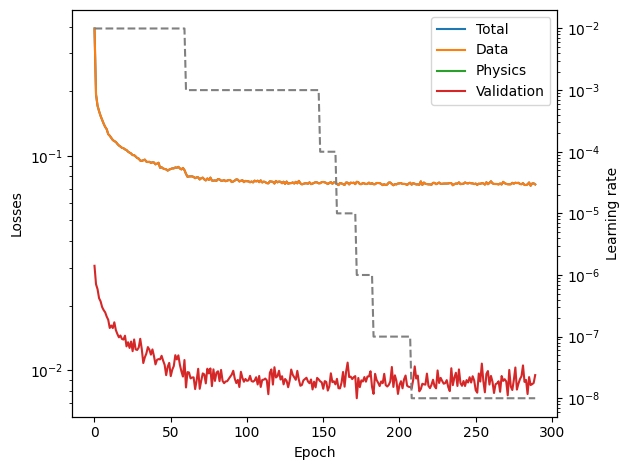 Total
Data
Physics
Validation
10⁻¹
10⁻²
Losses
10⁻²
10⁻³
10⁻⁴
10⁻⁵
10⁻⁶
10⁻⁷
10⁻⁸
Learning rate
0 50 100 150 200 250 300
Epoch